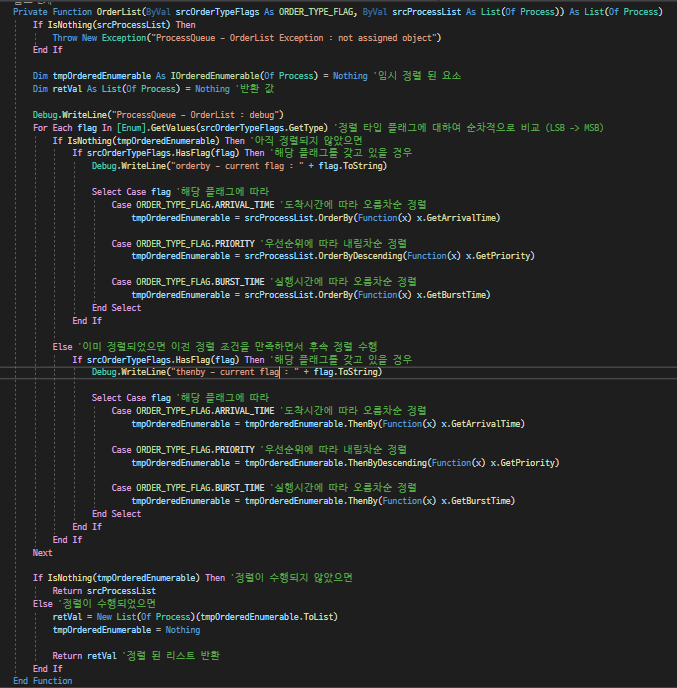 Private Function OrderList(ByVal srcOrderTypeFlags As ORDER_TYPE_FLAG, ByVal srcProcessList As List(Of Process)) As List(Of Process)
If IsNothing(srcProcessList) Then
Throw New Exception("ProcessQueue - OrderList Exception : not assigned object")
End If
Dim tmpOrderedEnumerable As IOrderedEnumerable(Of Process) = Nothing '임시 정렬 된 요소
Dim retVal As List(Of Process) = Nothing '반환 값
Debug.WriteLine("ProcessQueue - OrderList : debug")
For Each flag In [Enum].GetValues(srcOrderTypeFlags.GetType) '정렬 타입 플래그에 대하여 순차적으로 비교 (LSB -> MSB)
If IsNothing(tmpOrderedEnumerable) Then '아직 정렬되지 않았으면
If srcOrderTypeFlags.HasFlag(flag) Then '해당 플래그를 갖고 있을 경우
Debug.WriteLine("orderby - current flag : " + flag.ToString)
Select Case flag '해당 플래그에 따라
Case ORDER_TYPE_FLAG.ARRIVAL_TIME '도착시간에 따라 오름차순 정렬
tmpOrderedEnumerable = srcProcessList.OrderBy(Function(x) x.GetArrivalTime)
Case ORDER_TYPE_FLAG.PRIORITY '우선순위에 따라 내림차순 정렬
tmpOrderedEnumerable = srcProcessList.OrderByDescending(Function(x) x.GetPriority)
Case ORDER_TYPE_FLAG.BURST_TIME '실행시간에 따라 오름차순 정렬
tmpOrderedEnumerable = srcProcessList.OrderBy(Function(x) x.GetBurstTime)
End Select
End If
Else '이미 정렬되었으면 이전 정렬 조건을 만족하면서 후속 정렬 수행
If srcOrderTypeFlags.HasFlag(flag) Then '해당 플래그를 갖고 있을 경우
Debug.WriteLine("thenby - current flag : " + flag.ToString)
Select Case flag '해당 플래그에 따라
Case ORDER_TYPE_FLAG.ARRIVAL_TIME '도착시간에 따라 오름차순 정렬
tmpOrderedEnumerable = tmpOrderedEnumerable.ThenBy(Function(x) x.GetArrivalTime)
Case ORDER_TYPE_FLAG.PRIORITY '우선순위에 따라 내림차순 정렬
tmpOrderedEnumerable = tmpOrderedEnumerable.ThenByDescending(Function(x) x.GetPriority)
Case ORDER_TYPE_FLAG.BURST_TIME '실행시간에 따라 오름차순 정렬
tmpOrderedEnumerable = tmpOrderedEnumerable.ThenBy(Function(x) x.GetBurstTime)
End Select
End If
End If
Next
If IsNothing(tmpOrderedEnumerable) Then '정렬이 수행되지 않았으면
Return srcProcessList
Else '정렬이 수행되었으면
retVal = New List(Of Process)(tmpOrderedEnumerable.ToList)
tmpOrderedEnumerable = Nothing
Return retVal '정렬 된 리스트 반환
End If
End Function